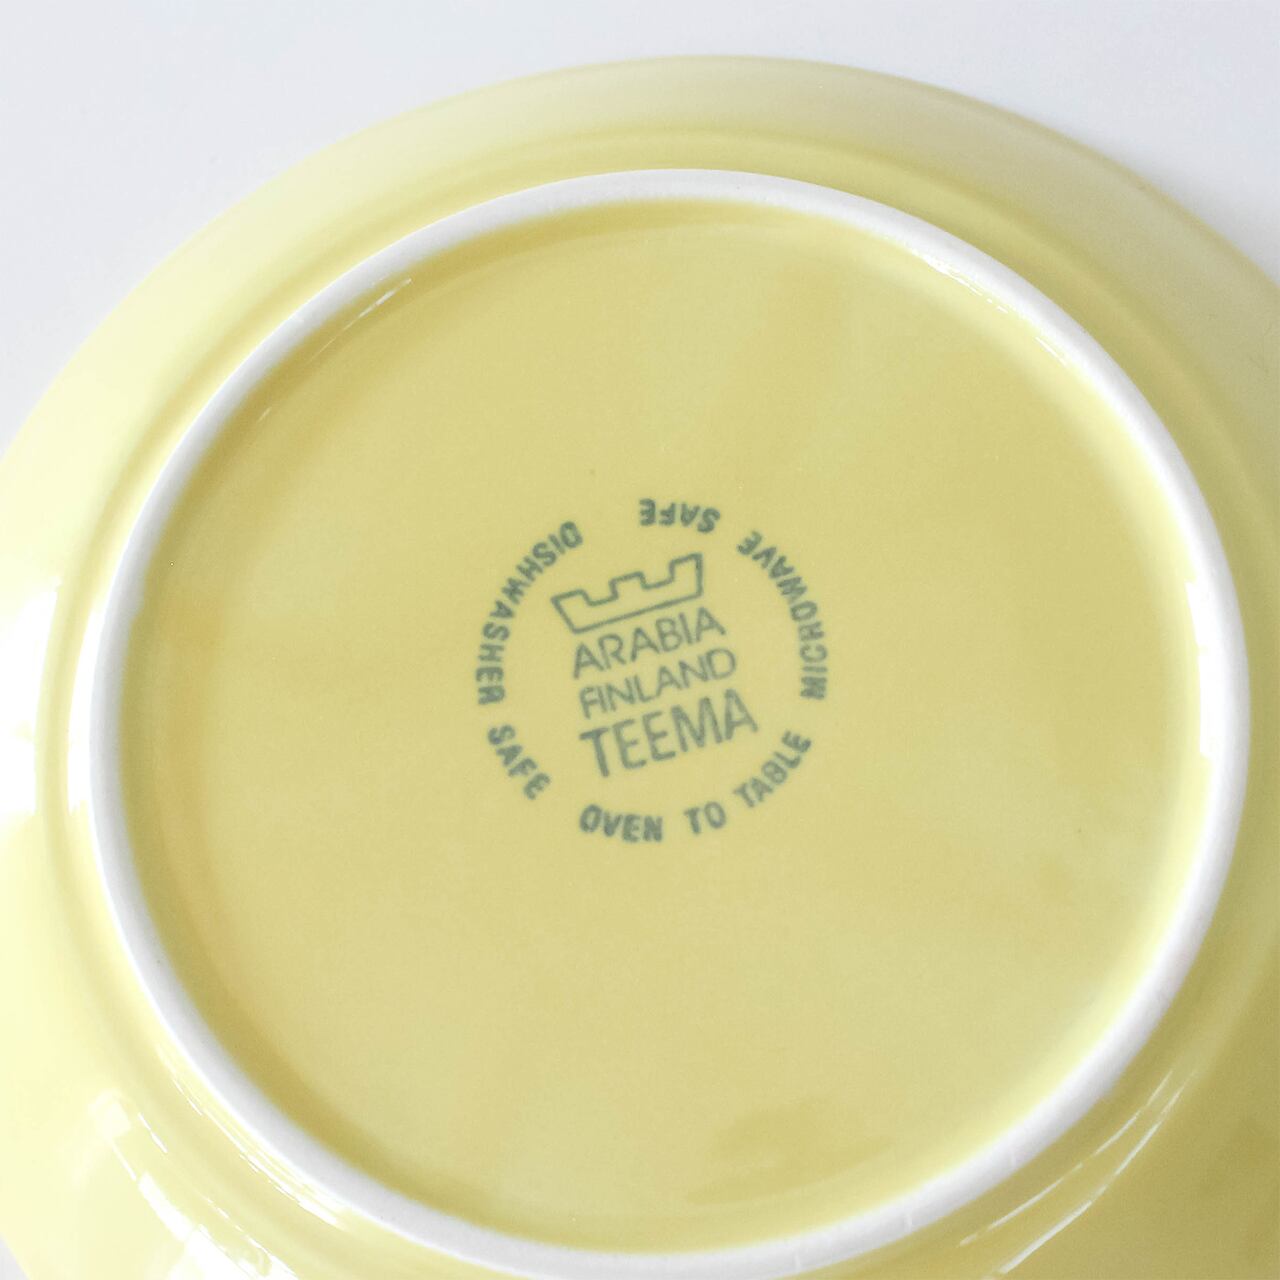 ARABIA
FINLAND
TEEMA
DISHWASHER SAFE OVEN TO TABLE MICROWAVE SAFE